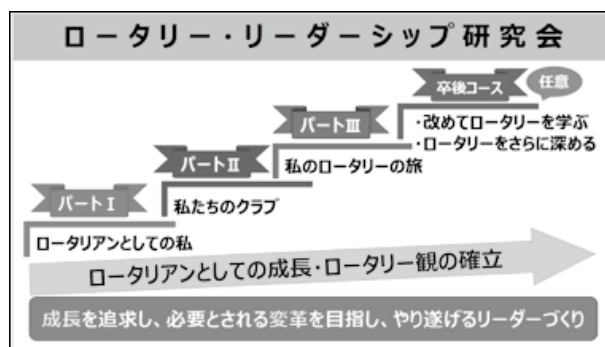 ロータリー・リーダーシップ研究会
卒後コース
任意
・改めてロータリーを学ぶ
・ロータリーをさらに深める
パートⅢ
私のロータリーの旅
パートⅡ
私たちのクラブ
パートⅠ
ロータリアンとしての私
ロータリアンとしての成長・ロータリー観の確立
成長を追求し、必要とされる変革を目指し、やり遂げるリーダーづくり